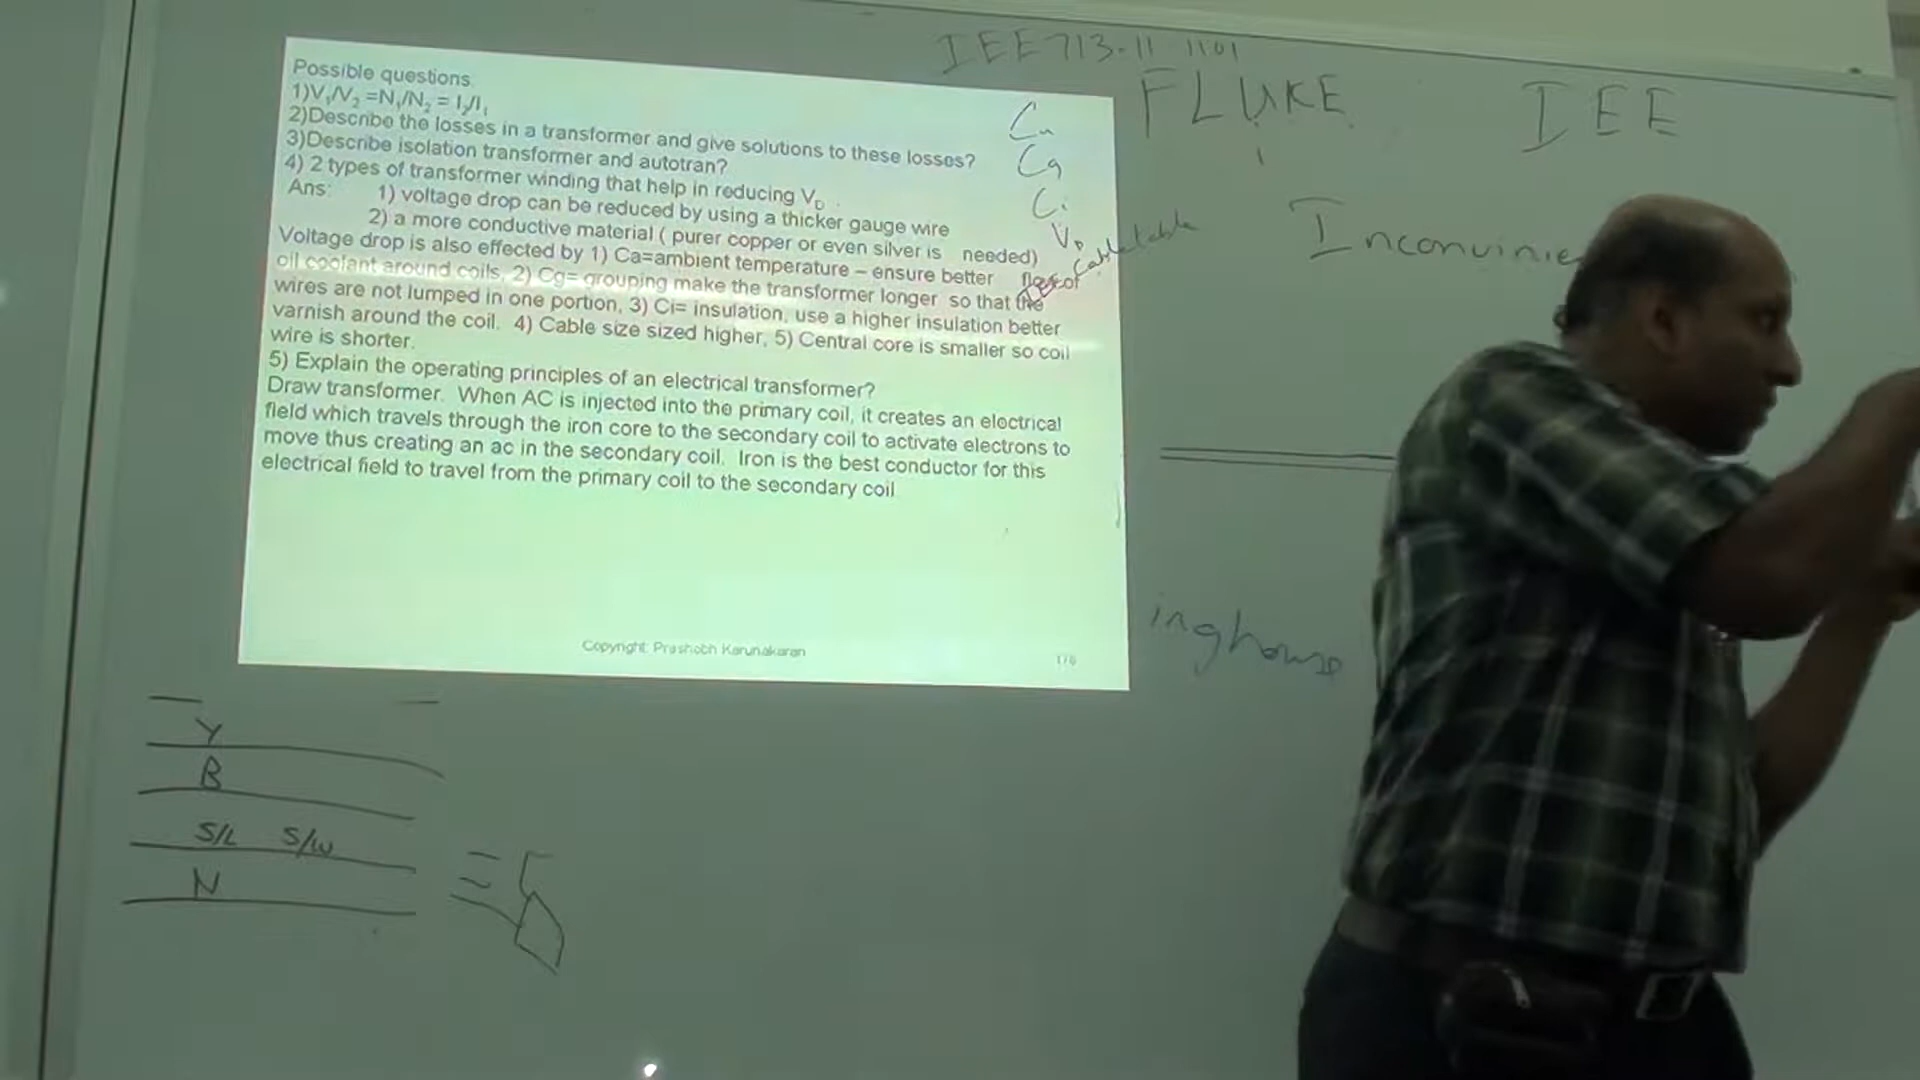 IEE713-11 1101
FLUKE
IEE
Possible questions
1)V₁/V₂ =N₁/N₂ = I₂/I₁
2)Describe the losses in a transformer and give solutions to these losses?
3)Describe isolation transformer and autotran?
4) 2 types of transformer winding that help in reducing V_D
Ans: 1) voltage drop can be reduced by using a thicker gauge wire
2) a more conductive material ( purer copper or even silver is needed)
Voltage drop is also effected by 1) Ca=ambient temperature – ensure better
oil coolant around coils, 2) Cg= grouping make the transformer longer so that the
wires are not lumped in one portion, 3) Ci= insulation, use a higher insulation better
varnish around the coil. 4) Cable size sized higher, 5) Central core is smaller so coil
wire is shorter.
5) Explain the operating principles of an electrical transformer?
Draw transformer. When AC is injected into the primary coil, it creates an electrical
field which travels through the iron core to the secondary coil to activate electrons to
move thus creating an ac in the secondary coil. Iron is the best conductor for this
electrical field to travel from the primary coil to the secondary coil
Copyright: Prashobh Karunakaran
Ca
Cg
Ci
V_D
Inconvinie
inghouse
Y
B
S/L S/W
N